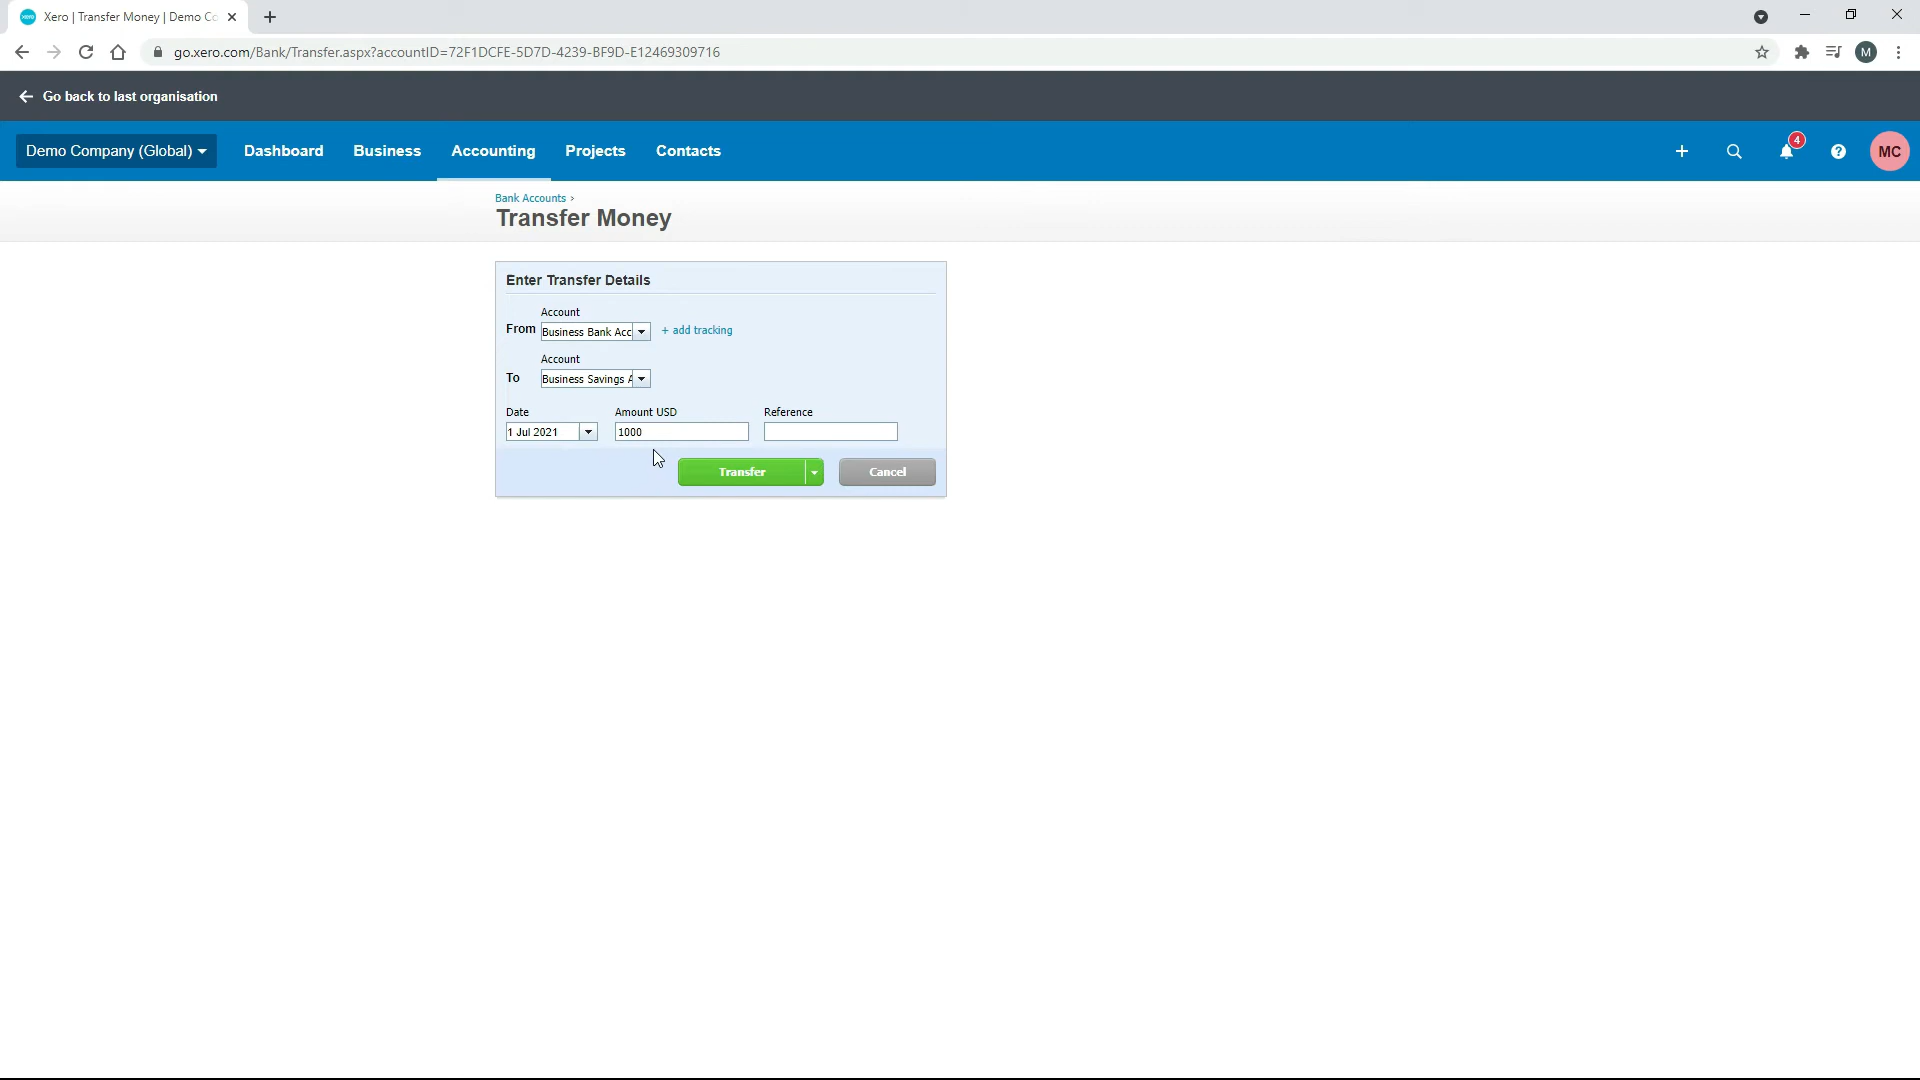 xero Xero | Transfer Money | Demo Co
go.xero.com/Bank/Transfer.aspx?accountID=72F1DCFE-5D7D-4239-BF9D-E12469309716
M
Go back to last organisation
Demo Company (Global) Dashboard Business Accounting Projects Contacts
4
?
MC
Bank Accounts ›
Transfer Money
Enter Transfer Details
Account
From Business Bank Acc + add tracking
Account
To Business Savings A
Date Amount USD Reference
1 Jul 2021 1000
Transfer Cancel